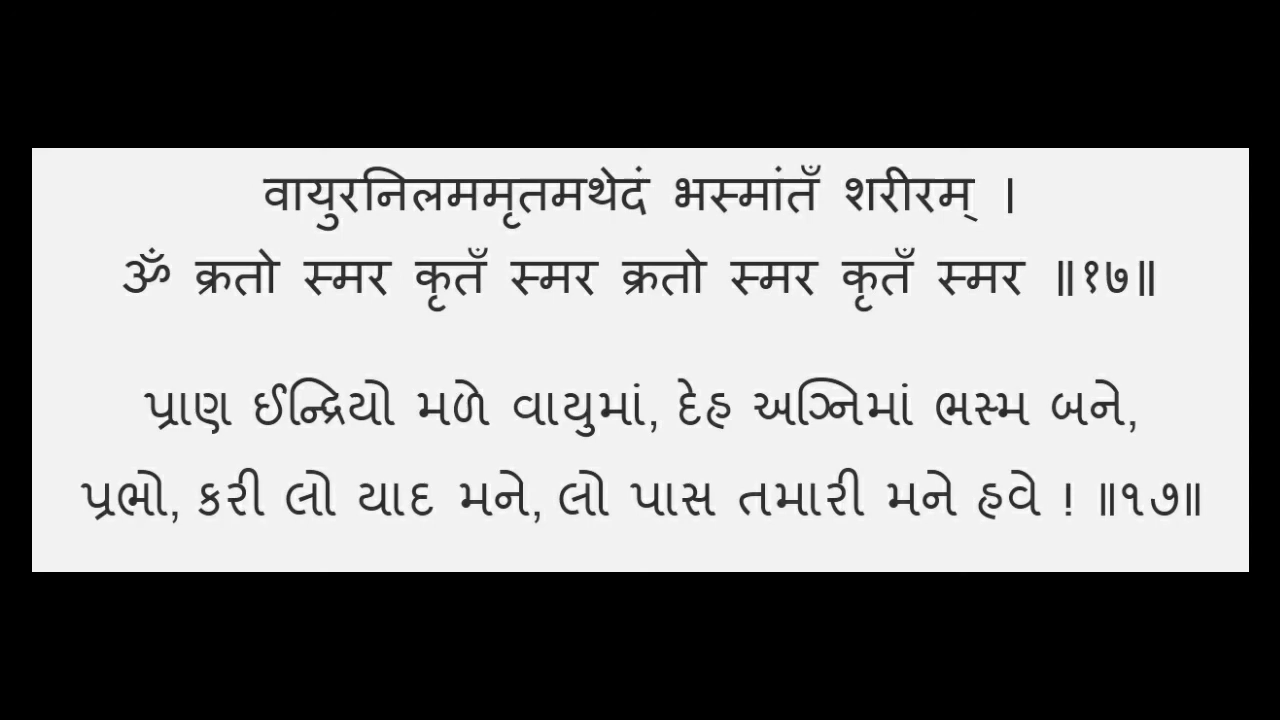 वायुरनिलममृतमथेदं भस्मांतँ शरीरम् ।
ॐ क्रतो स्मर कृतँ स्मर क्रतो स्मर कृतँ स्मर ॥१७॥
પ્રાણ ઈન્દ્રિયો મળે વાયુમાં, દેહ અગ્નિમાં ભસ્મ બને,
પ્રભો, કરી લો યાદ મને, લો પાસ તમારી મને હવે ! ॥૧૭॥